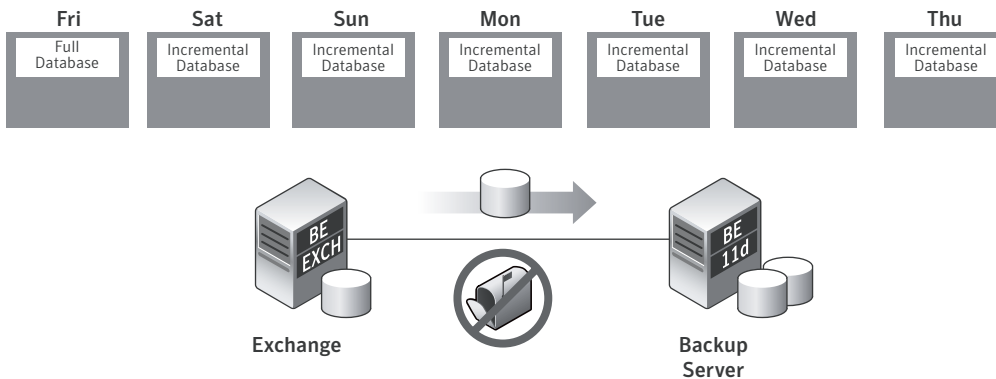 Fri Sat Sun Mon Tue Wed Thu
Full
Database
Incremental
Database
Incremental
Database
Incremental
Database
Incremental
Database
Incremental
Database
Incremental
Database
BE
EXCH
BE
11d
Exchange
Backup
Server